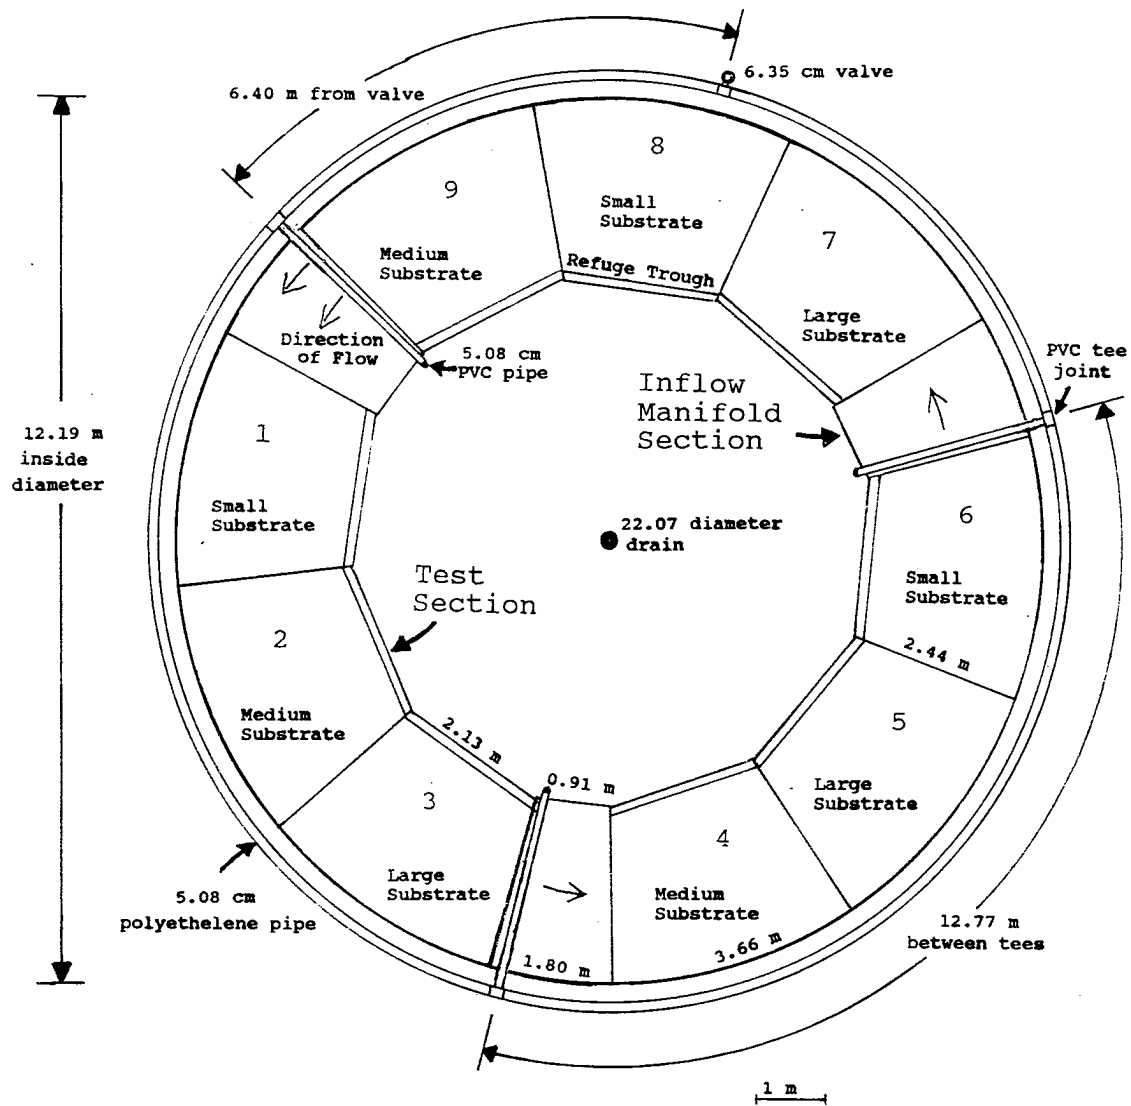 6.35 cm valve
6.40 m from valve
8
9
Small
Substrate
7
Medium
Substrate
Refuge Trough
Large
Substrate
Direction
of Flow
5.08 cm
PVC pipe
PVC tee
joint
Inflow
Manifold
Section
12.19 m
inside
diameter
1
Small
Substrate
22.07 diameter
drain
6
Small
Substrate
Test
Section
2
2.44 m
Medium
Substrate
5
2.13 m
0.91 m
Large
Substrate
3
4
Large
Substrate
Medium
Substrate
5.08 cm
polyethelene pipe
12.77 m
between tees
3.66 m
1.80 m
1 m